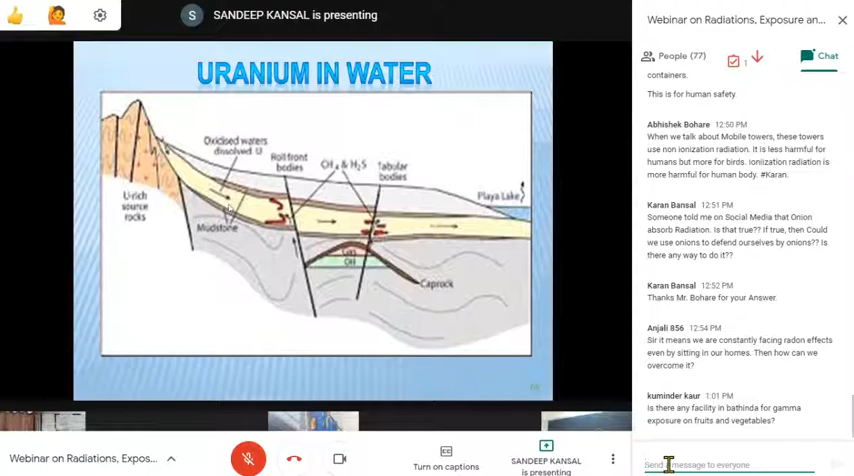 S SANDEEP KANSAL is presenting
URANIUM IN WATER
Oxidised waters
dissolved U
Roll front
bodies
CH4 & H2S
Tabular
bodies
Playa Lake
U-rich
source
rocks
Mudstone
Gas
Oil
Caprock
Webinar on Radiations, Expos...
Turn on captions
SANDEEP KANSAL
is presenting
Webinar on Radiations, Exposure an...
People (77)
1
Chat
containers.
This is for human safety.
Abhishek Bohare 12:50 PM
When we talk about Mobile towers, these towers
use non ionization radiation? It is less harmful for
humans but more for birds. Ioniization radiation is
more harmful for human body. #Karan.
Karan Bansal 12:51 PM
Someone told me on Social Media that Onion
absorb Radiation. Is that true?? If true, then Could
we use onions to defend ourselves by onions? Is
there any way to do it??
Karan Bansal 12:52 PM
Thanks Mr. Bohare for your Answer.
Anjali 856 12:54 PM
Sir it means we are constantly facing radon effects
even by sitting in our homes. Then how can we
overcome it?
kuminder kaur 1:01 PM
Is there any facility in bathinda for gamma
exposure on fruits and vegetables?
Send a message to everyone